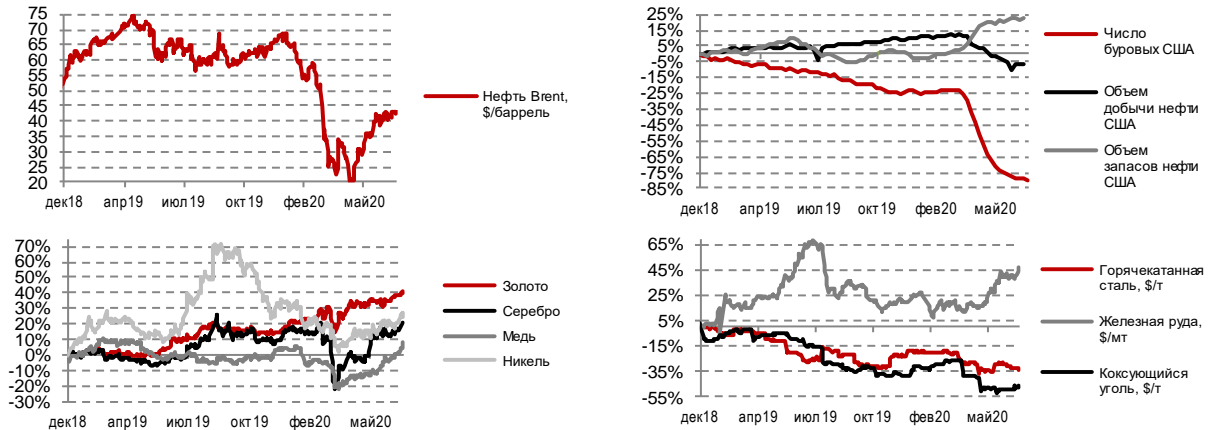 75
70
65
60
55
50
45
40
35
30
25
20
дек18 апр19 июл19 окт19 фев20 май20
Нефть Brent,
$/баррель
25%
15%
5%
-5%
-15%
-25%
-35%
-45%
-55%
-65%
-75%
-85%
дек18 апр19 июл19 окт19 фев20 май20
Число
буровых США
Объем
добычи нефти
США
Объем
запасов нефти
США
70%
60%
50%
40%
30%
20%
10%
0%
-10%
-20%
-30%
дек18 апр19 июл19 окт19 фев20 май20
Золото
Серебро
Медь
Никель
65%
45%
25%
5%
-15%
-35%
-55%
дек18 апр19 июл19 окт19 фев20 май20
Горячекатанная
сталь, $/т
Железная руда,
$/мт
Коксующийся
уголь, $/т